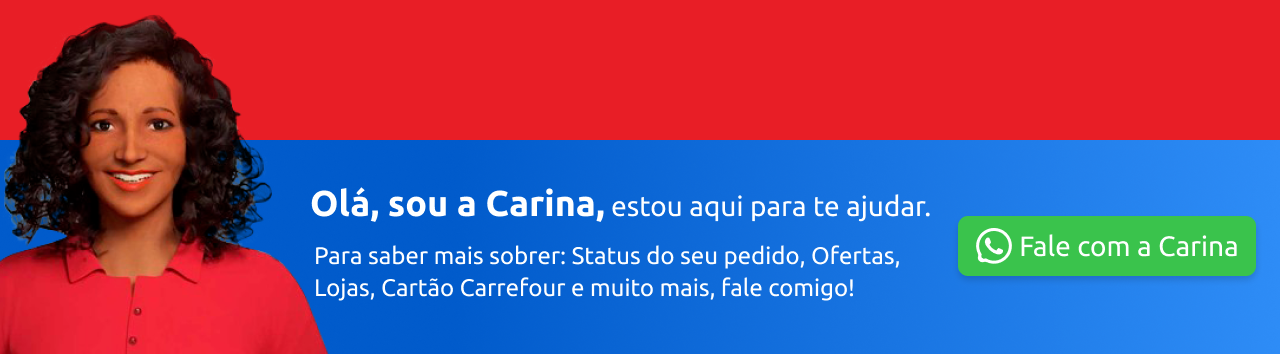 Olá, sou a Carina, estou aqui para te ajudar.
Para saber mais sobrer: Status do seu pedido, Ofertas,
Lojas, Cartão Carrefour e muito mais, fale comigo!
Fale com a Carina